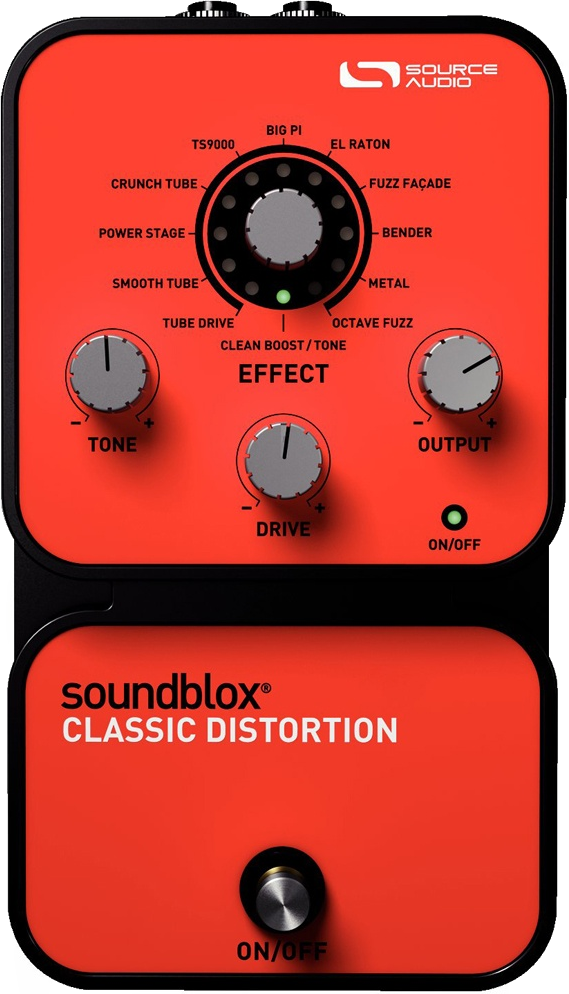 SOURCE
AUDIO
BIG PI
TS9000
EL RATON
CRUNCH TUBE
FUZZ FAÇADE
POWER STAGE
BENDER
SMOOTH TUBE
METAL
TUBE DRIVE
OCTAVE FUZZ
CLEAN BOOST / TONE
EFFECT
- +
TONE
- +
OUTPUT
- +
DRIVE
ON/OFF
soundblox®
CLASSIC DISTORTION
ON/OFF